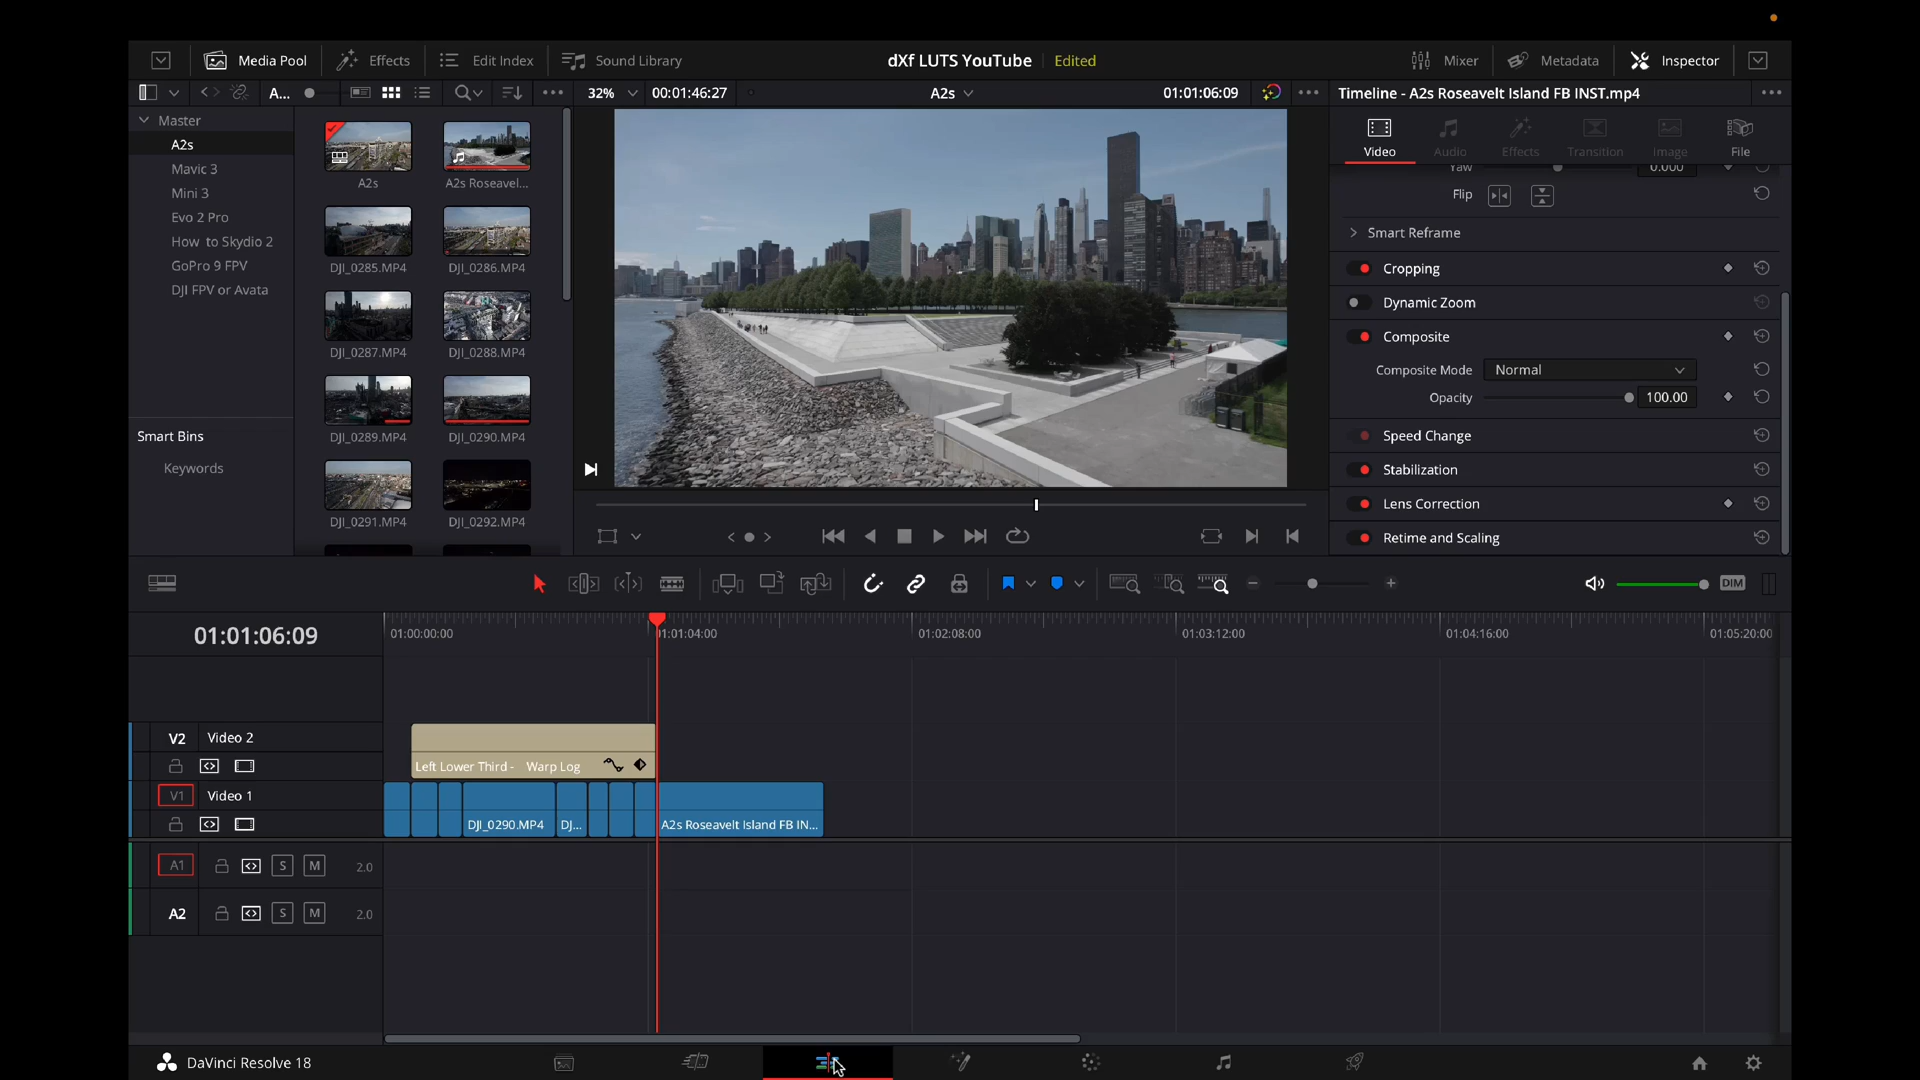 Media Pool
Effects
Edit Index
Sound Library
dXf LUTS YouTube
Edited
Mixer
Metadata
Inspector
A...
32%
00:01:46:27
A2s
01:01:06:09
Timeline - A2s Roseavelt Island FB INST.mp4
Master
A2s
Mavic 3
Mini 3
Evo 2 Pro
How to Skydio 2
GoPro 9 FPV
DJI FPV or Avata
Smart Bins
Keywords
A2s
A2s Roseavel...
DJI_0285.MP4
DJI_0286.MP4
DJI_0287.MP4
DJI_0288.MP4
DJI_0289.MP4
DJI_0290.MP4
DJI_0291.MP4
DJI_0292.MP4
Video
Audio
Effects
Transition
Image
File
Yaw
0.000
Flip
Smart Reframe
Cropping
Dynamic Zoom
Composite
Composite Mode
Normal
Opacity
100.00
Speed Change
Stabilization
Lens Correction
Retime and Scaling
DIM
01:01:06:09
01:00:00:00
01:01:04:00
01:02:08:00
01:03:12:00
01:04:16:00
01:05:20:00
V2
Video 2
Left Lower Third - Warp Log
V1
Video 1
DJI_0290.MP4
DJ...
A2s Roseavelt Island FB IN...
A1
S
M
2.0
A2
S
M
2.0
DaVinci Resolve 18